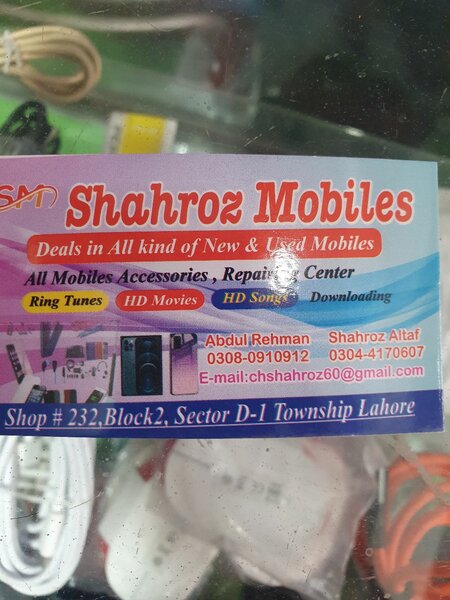 SM Shahroz Mobiles
Deals in All kind of New & Used Mobiles
All Mobiles Accessories , Repairing Center
Ring Tunes HD Movies HD Songs Downloading
Abdul Rehman Shahroz Altaf
0308-0910912 0304-4170607
E-mail:chshahroz60@gmail.com
Shop # 232,Block2, Sector D-1 Township Lahore